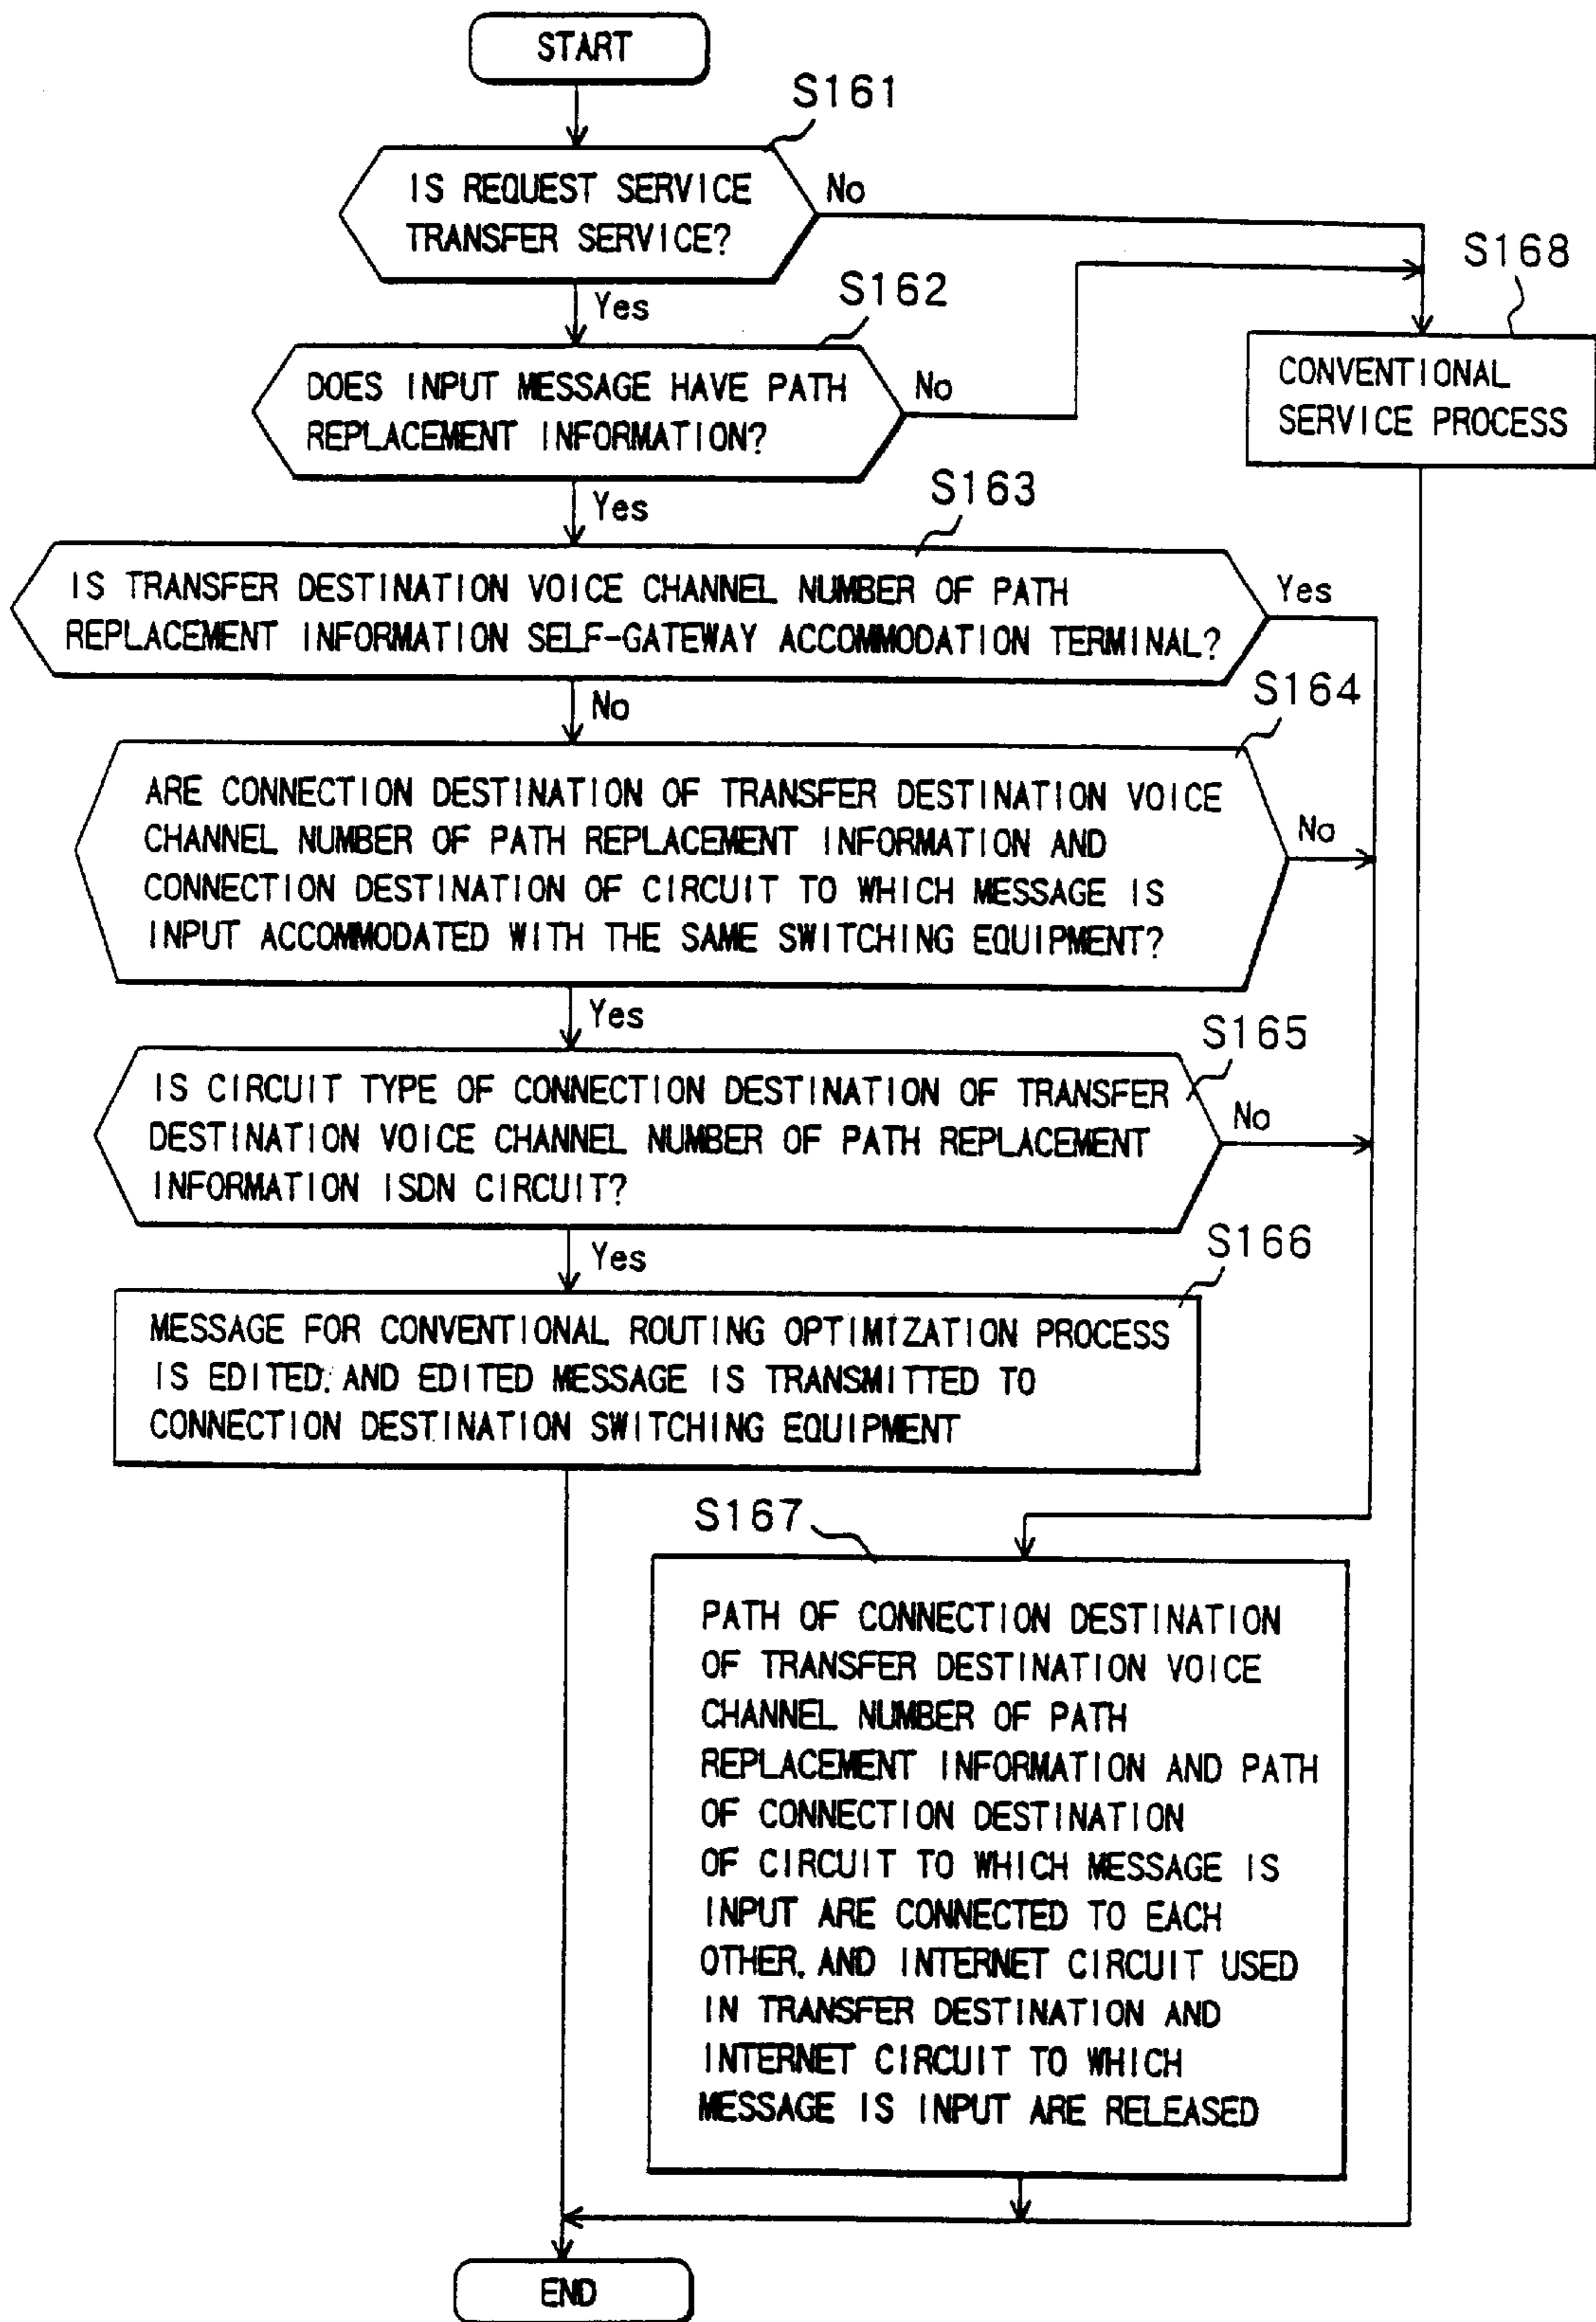 START
S161
IS REQUEST SERVICE
TRANSFER SERVICE?
No
Yes
S162
DOES INPUT MESSAGE HAVE PATH
REPLACEMENT INFORMATION?
No
S168
CONVENTIONAL
SERVICE PROCESS
Yes
S163
IS TRANSFER DESTINATION VOICE CHANNEL NUMBER OF PATH
REPLACEMENT INFORMATION SELF-GATEWAY ACCOMMODATION TERMINAL?
Yes
No
S164
ARE CONNECTION DESTINATION OF TRANSFER DESTINATION VOICE
CHANNEL NUMBER OF PATH REPLACEMENT INFORMATION AND
CONNECTION DESTINATION OF CIRCUIT TO WHICH MESSAGE IS
INPUT ACCOMMODATED WITH THE SAME SWITCHING EQUIPMENT?
No
Yes
S165
IS CIRCUIT TYPE OF CONNECTION DESTINATION OF TRANSFER
DESTINATION VOICE CHANNEL NUMBER OF PATH REPLACEMENT
INFORMATION ISDN CIRCUIT?
No
Yes
S166
MESSAGE FOR CONVENTIONAL ROUTING OPTIMIZATION PROCESS
IS EDITED, AND EDITED MESSAGE IS TRANSMITTED TO
CONNECTION DESTINATION SWITCHING EQUIPMENT
S167
PATH OF CONNECTION DESTINATION
OF TRANSFER DESTINATION VOICE
CHANNEL NUMBER OF PATH
REPLACEMENT INFORMATION AND PATH
OF CONNECTION DESTINATION
OF CIRCUIT TO WHICH MESSAGE IS
INPUT ARE CONNECTED TO EACH
OTHER, AND INTERNET CIRCUIT USED
IN TRANSFER DESTINATION AND
INTERNET CIRCUIT TO WHICH
MESSAGE IS INPUT ARE RELEASED
END